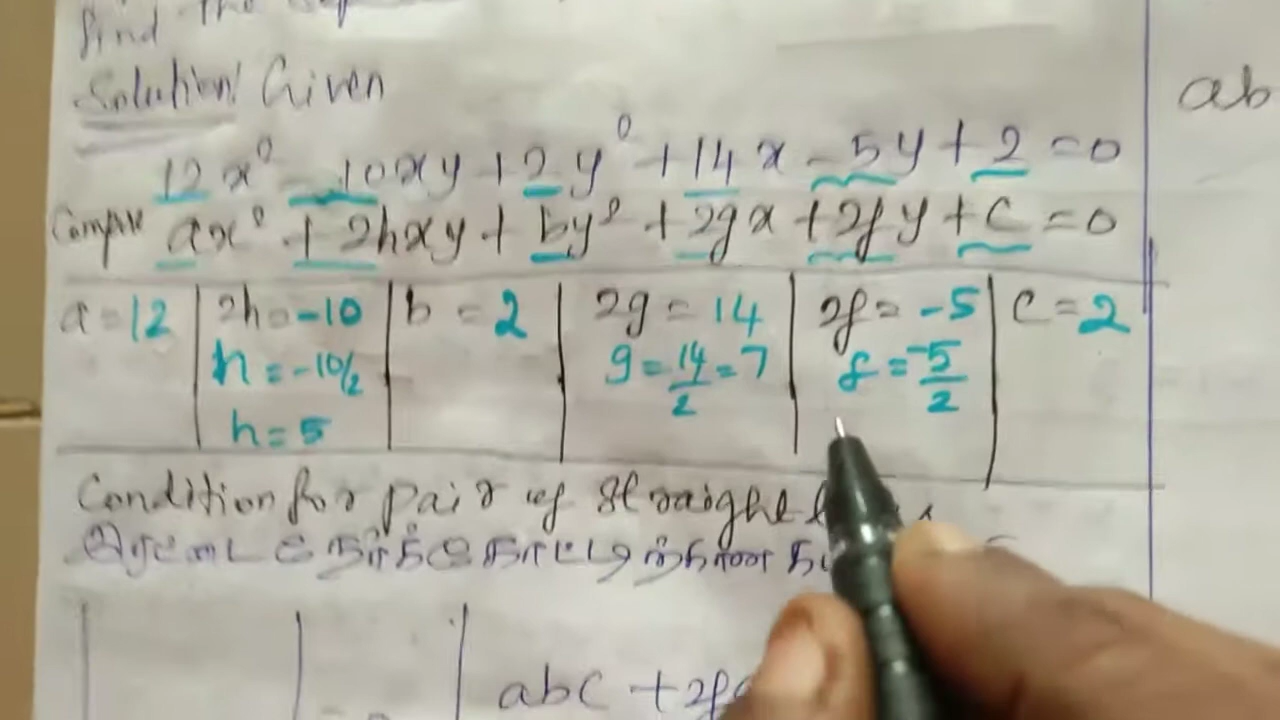 find the
Solution! Given
12x² - 10xy + 2y² + 14x - 5y + 2 = 0
Compare ax² + 2hxy + by² + 2gx + 2fy + c = 0
a = 12 | 2h = -10 | b = 2 | 2g = 14 | 2f = -5 | c = 2
h = -10/2 | g = 14/2 = 7 | f = -5/2
h = 5
Condition for pair of straight
இரட்டை நேர்க்கோட்டிற்கான
abc + 2f
ab